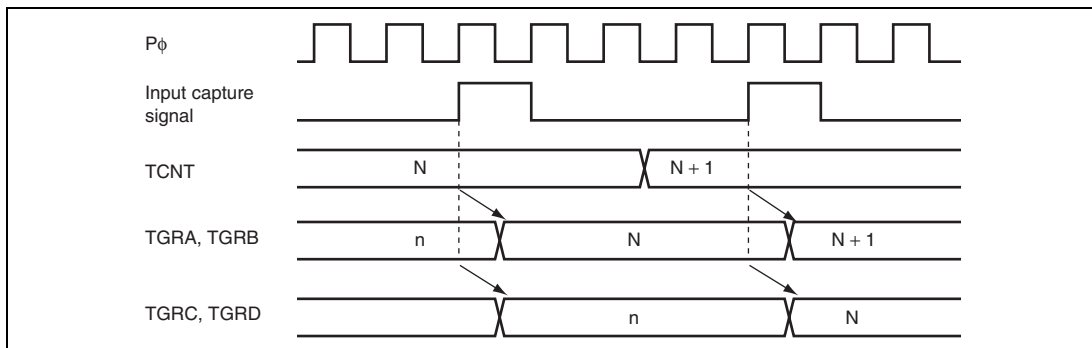 Pϕ
Input capture
signal
TCNT N N + 1
TGRA, TGRB n N N + 1
TGRC, TGRD n N